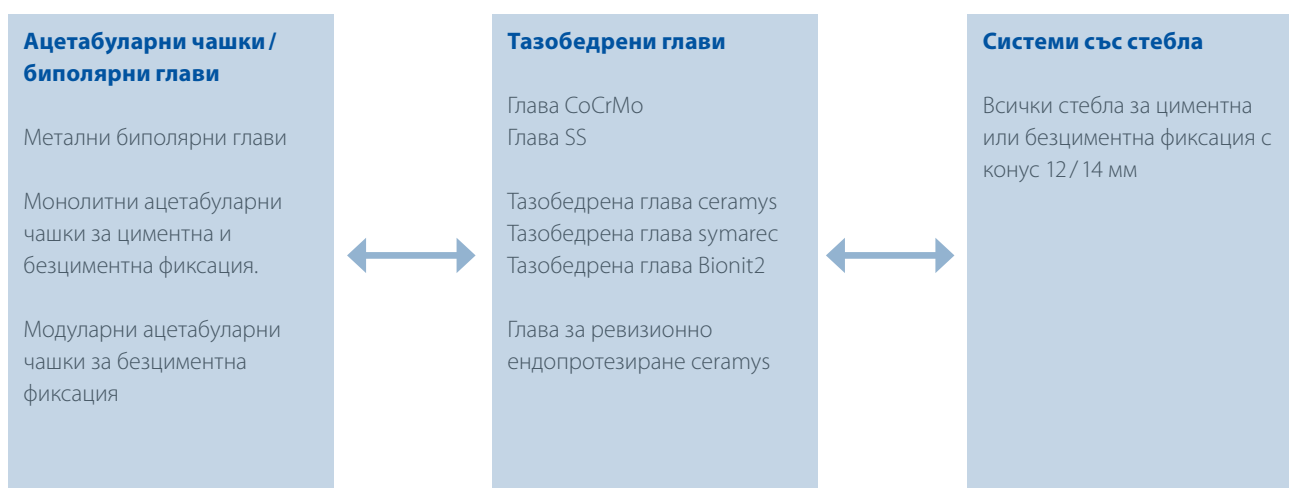 Ацетабуларни чашки /
биполярни глави
Метални биполярни глави
Монолитни ацетабуларни
чашки за циментна и
безциментна фиксация.
Модуларни ацетабуларни
чашки за безциментна
фиксация
Тазобедрени глави
Глава CoCrMo
Глава SS
Тазобедрена глава ceramys
Тазобедрена глава symarec
Тазобедрена глава Bionit2
Глава за ревизионно
ендопротезиране ceramys
Системи със стебла
Всички стебла за циментна
или безциментна фиксация с
конус 12 / 14 мм